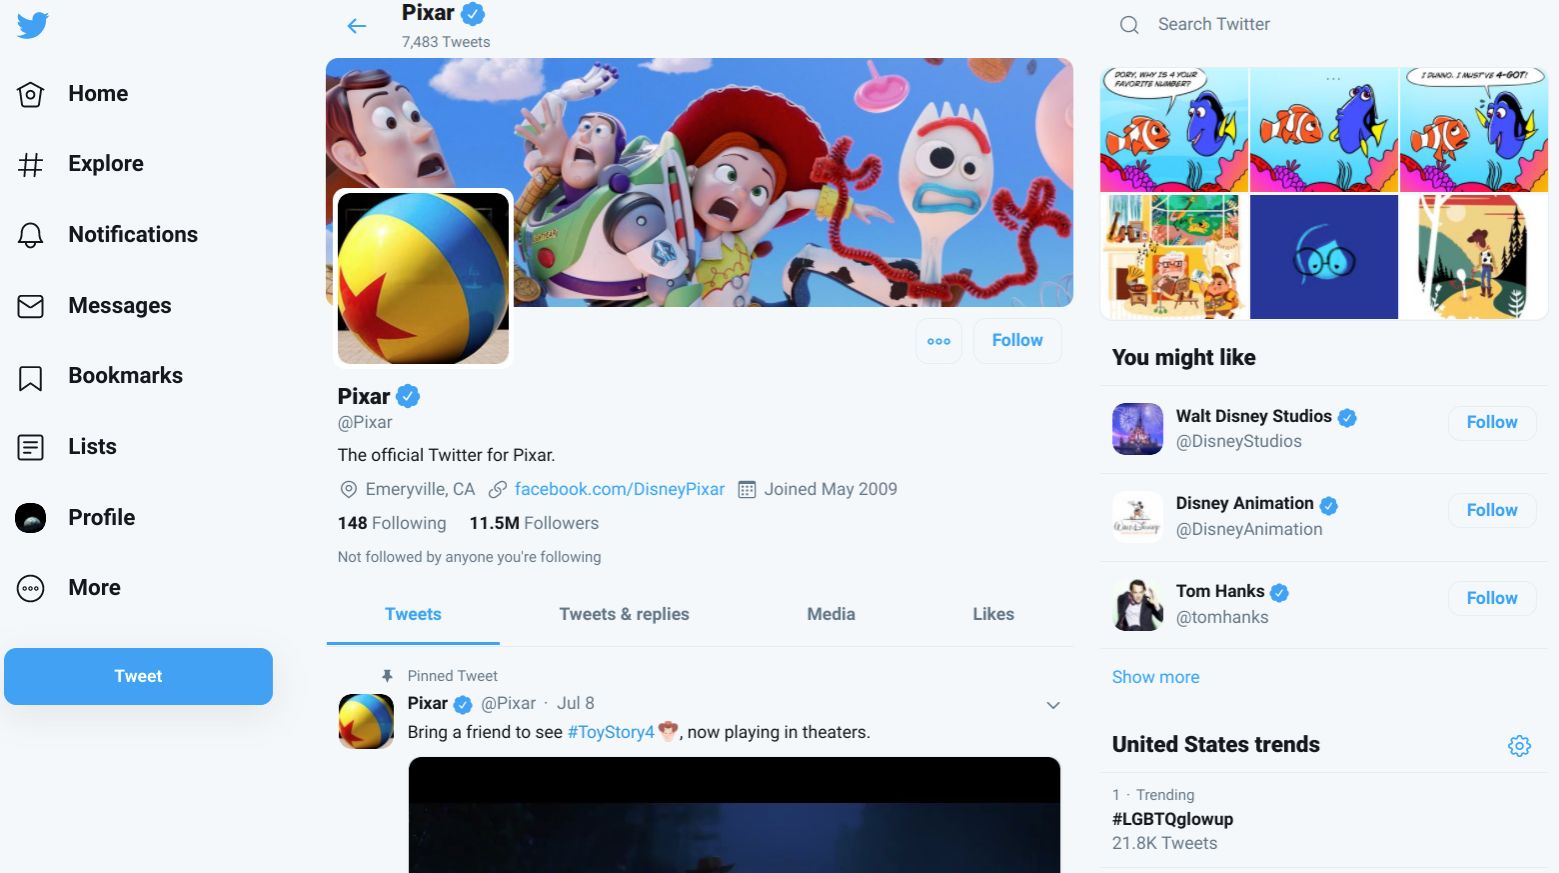 Home
Explore
Notifications
Messages
Bookmarks
Lists
Profile
More
Tweet
Pixar
7,483 Tweets
Follow
Pixar
@Pixar
The official Twitter for Pixar.
Emeryville, CA facebook.com/DisneyPixar Joined May 2009
148 Following 11.5M Followers
Not followed by anyone you're following
Tweets Tweets & replies Media Likes
Pinned Tweet
Pixar @Pixar · Jul 8
Bring a friend to see #ToyStory4, now playing in theaters.
Search Twitter
DORY, WHY IS 4 YOUR
FAVORITE NUMBER?
...
I DUNNO. I MUST'VE 4-GOT!
You might like
Walt Disney Studios
@DisneyStudios
Follow
Disney Animation
@DisneyAnimation
Follow
Tom Hanks
@tomhanks
Follow
Show more
United States trends
1 · Trending
#LGBTQglowup
21.8K Tweets